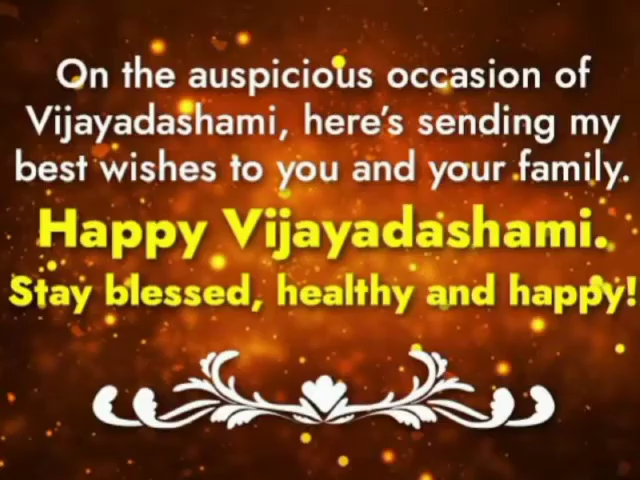 On the auspicious occasion of
Vijayadashami, here's sending my
best wishes to you and your family.
Happy Vijayadashami.
Stay blessed, healthy and happy!